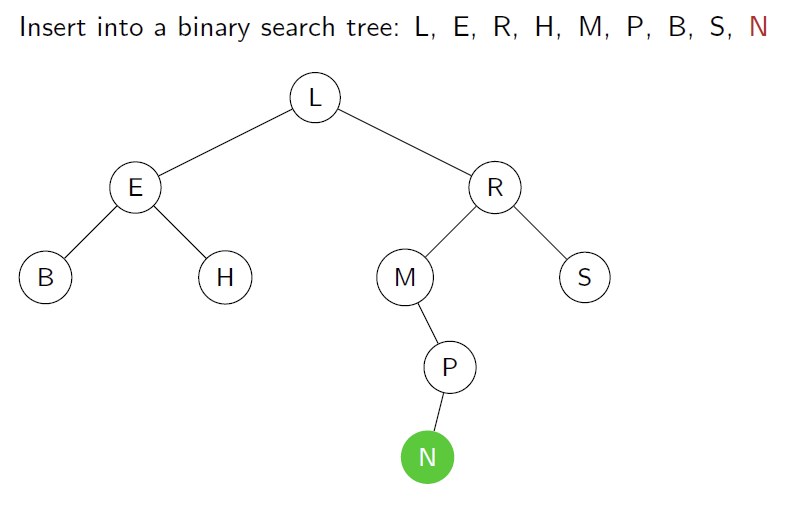 Insert into a binary search tree: L, E, R, H, M, P, B, S, N
L
E R
B H M S
P
N